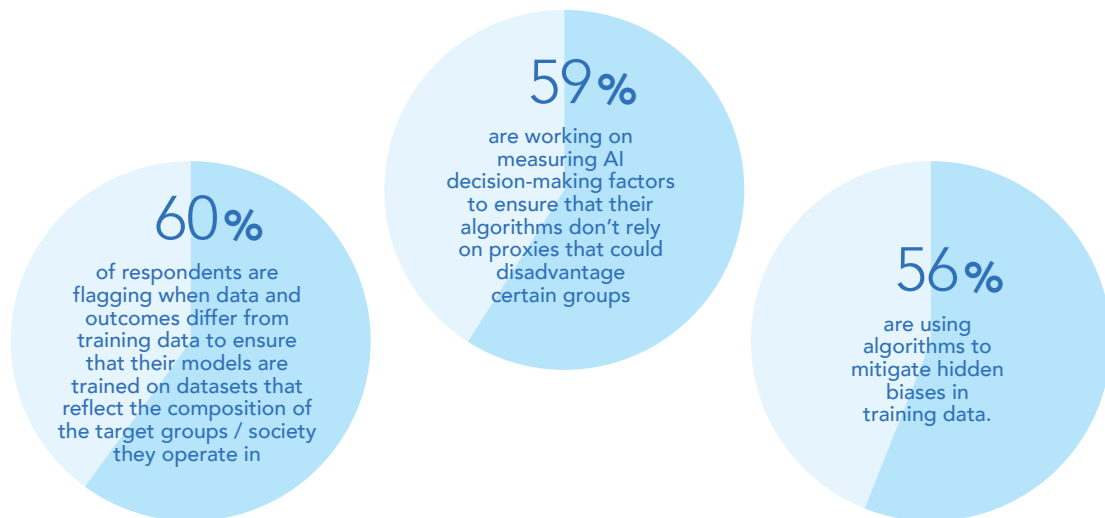 60%
of respondents are
flagging when data and
outcomes differ from
training data to ensure
that their models are
trained on datasets that
reflect the composition of
the target groups / society
they operate in
59%
are working on
measuring AI
decision-making factors
to ensure that their
algorithms don’t rely
on proxies that could
disadvantage
certain groups
56%
are using
algorithms to
mitigate hidden
biases in
training data.